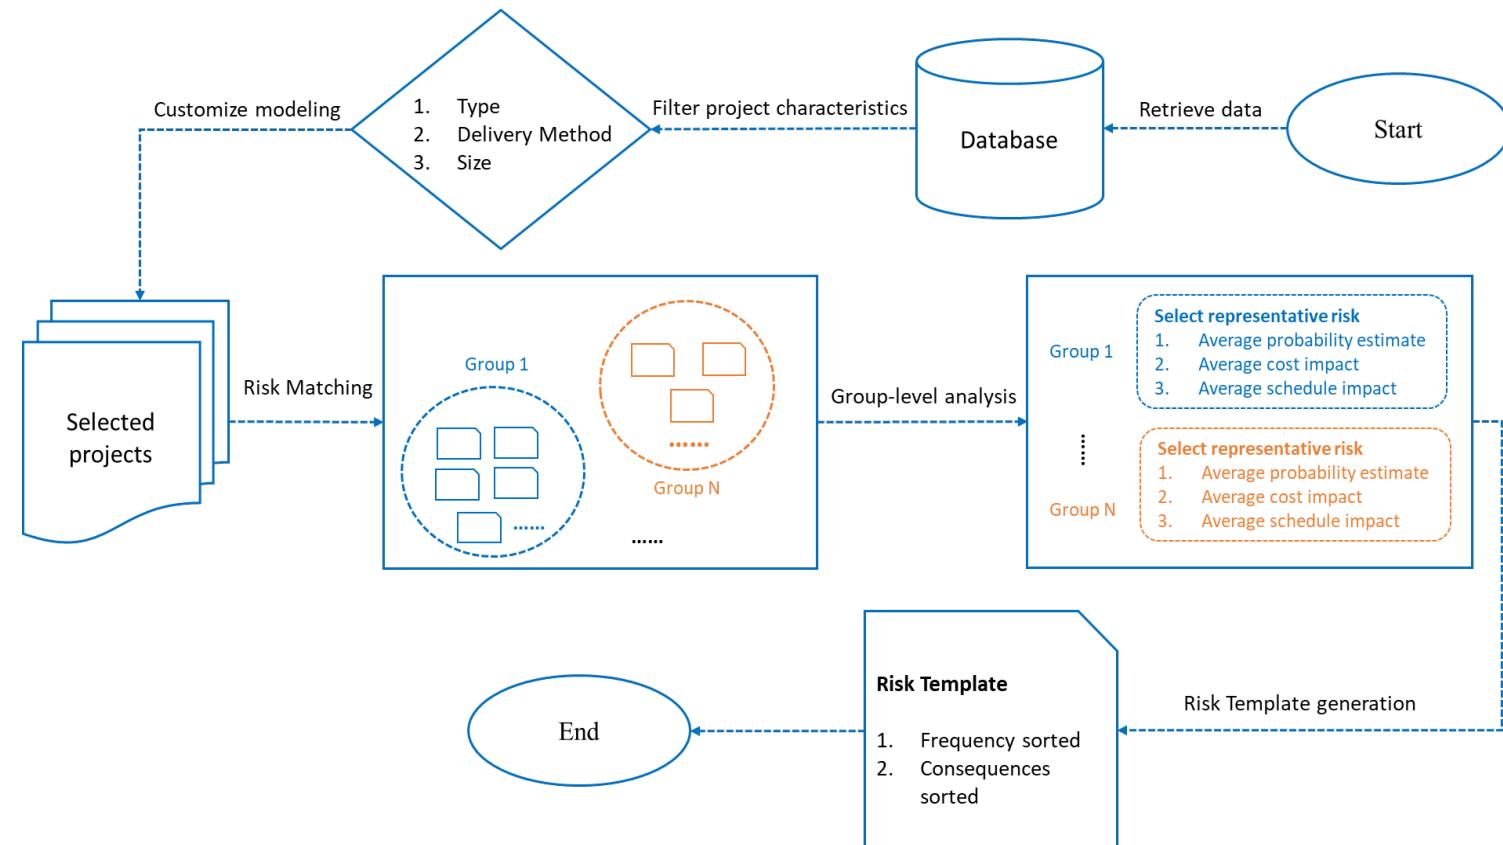 Start
Retrieve data
Database
Filter project characteristics
1. Type
2. Delivery Method
3. Size
Customize modeling
Selected
projects
Risk Matching
Group 1
......
......
Group N
......
Group-level analysis
Group 1
Select representative risk
1. Average probability estimate
2. Average cost impact
3. Average schedule impact
......
Group N
Select representative risk
1. Average probability estimate
2. Average cost impact
3. Average schedule impact
Risk Template generation
Risk Template
1. Frequency sorted
2. Consequences
sorted
End